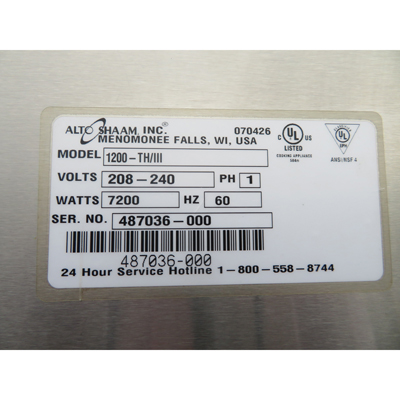 ALTO SHAAM, INC. 070426
MENOMONEE FALLS, WI, USA
C UL US
LISTED
ANSI/NSF 4
MODEL 1200-TH/III
VOLTS 208-240 PH 1
WATTS 7200 HZ 60
SER. NO. 487036-000
487036-000
24 Hour Service Hotline 1-800-558-8744